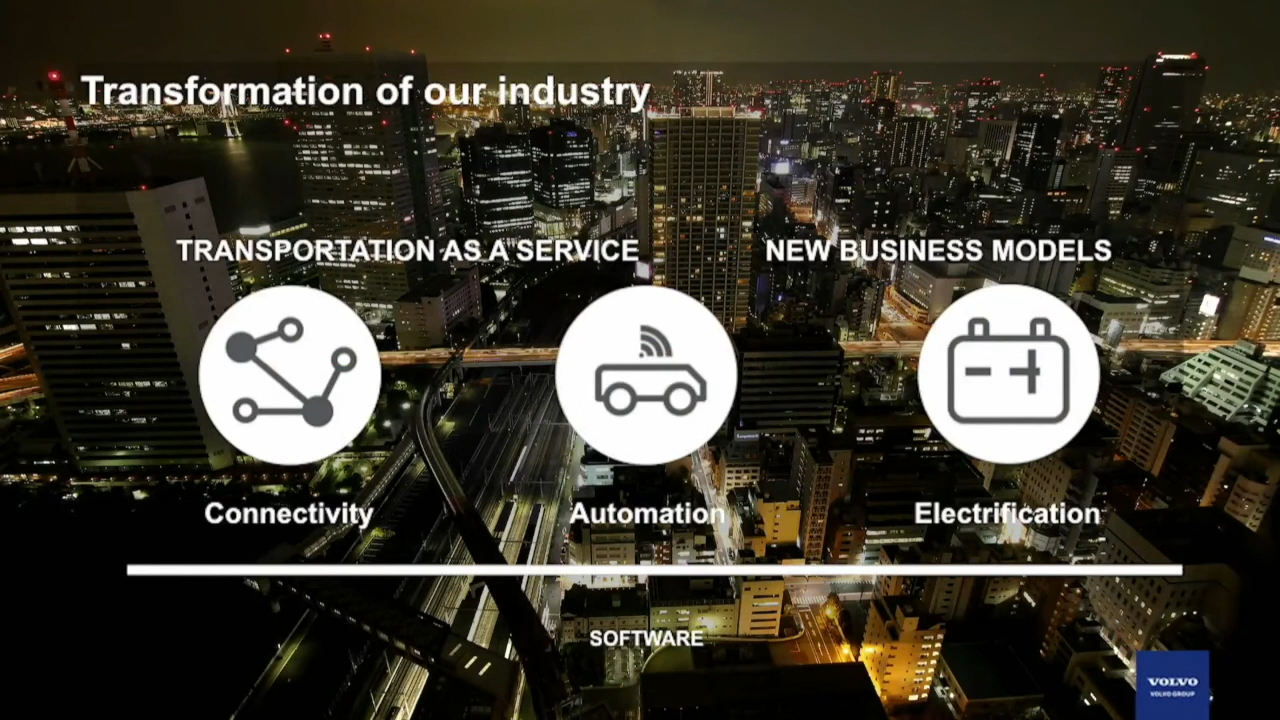 Transformation of our industry
TRANSPORTATION AS A SERVICE
NEW BUSINESS MODELS
Connectivity
Automation
Electrification
SOFTWARE
VOLVO
VOLVO GROUP